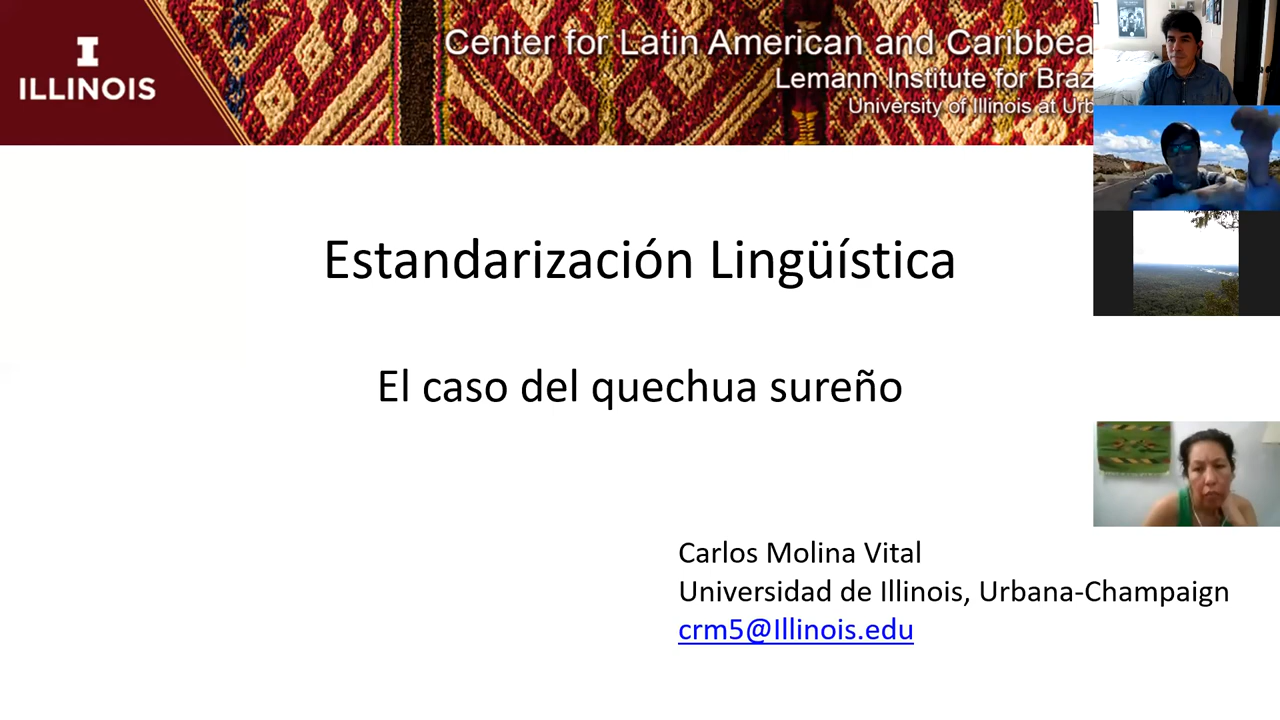 I
ILLINOIS
Center for Latin American and Caribbea
Lemann Institute for Braz
University of Illinois at Urb
Estandarización Lingüística
El caso del quechua sureño
Carlos Molina Vital
Universidad de Illinois, Urbana-Champaign
crm5@Illinois.edu